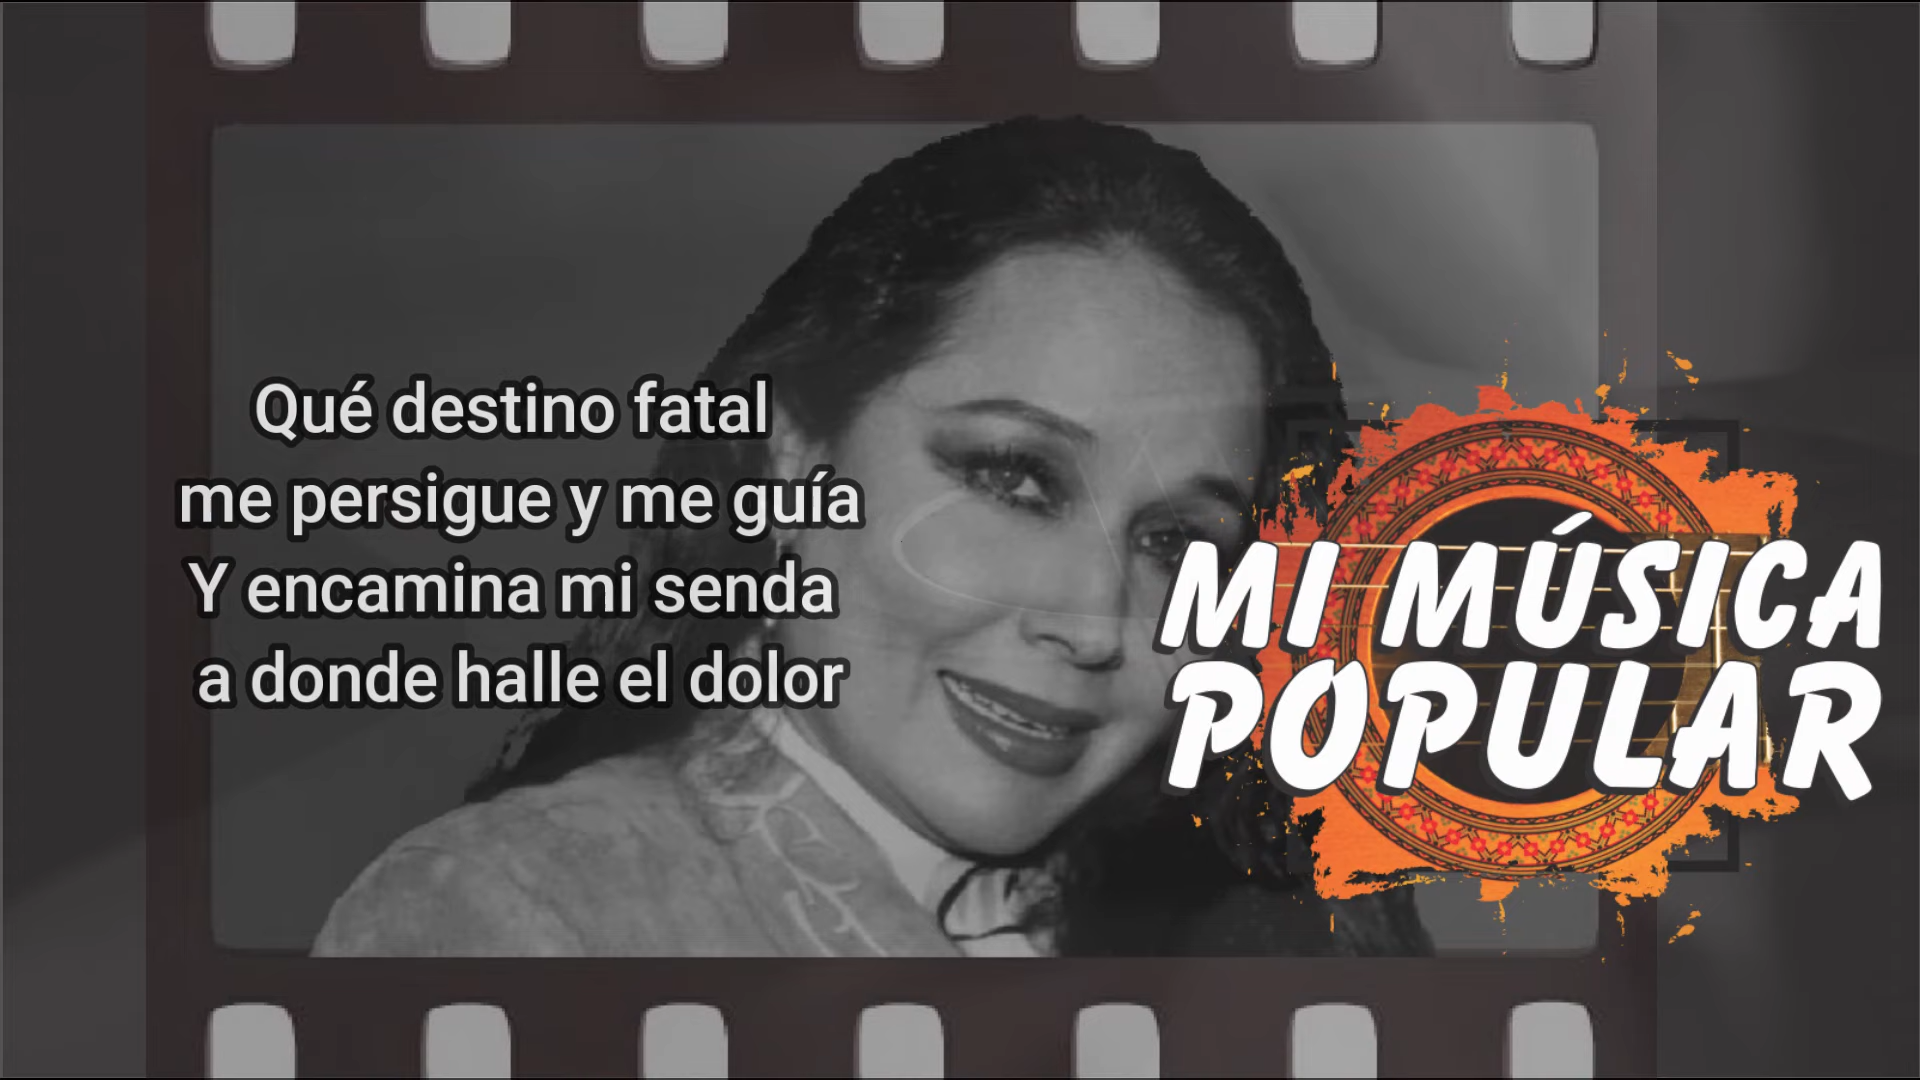 Qué destino fatal
me persigue y me guía
Y encamina mi senda
a donde halle el dolor
MI MÚSICA
POPULAR